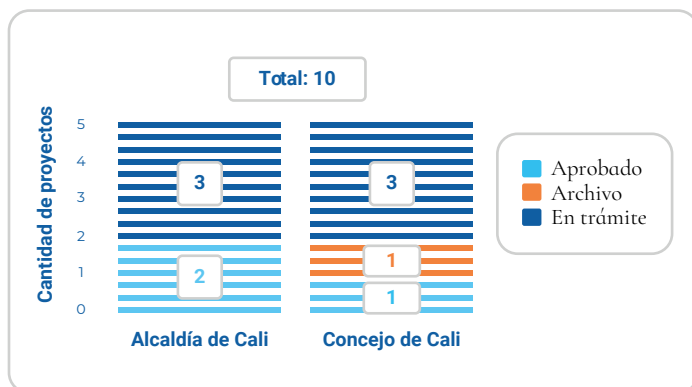 Total: 10
Cantidad de proyectos
5
4
3
2
1
0
3
2
3
1
1
Alcaldía de Cali
Concejo de Cali
Aprobado
Archivo
En trámite